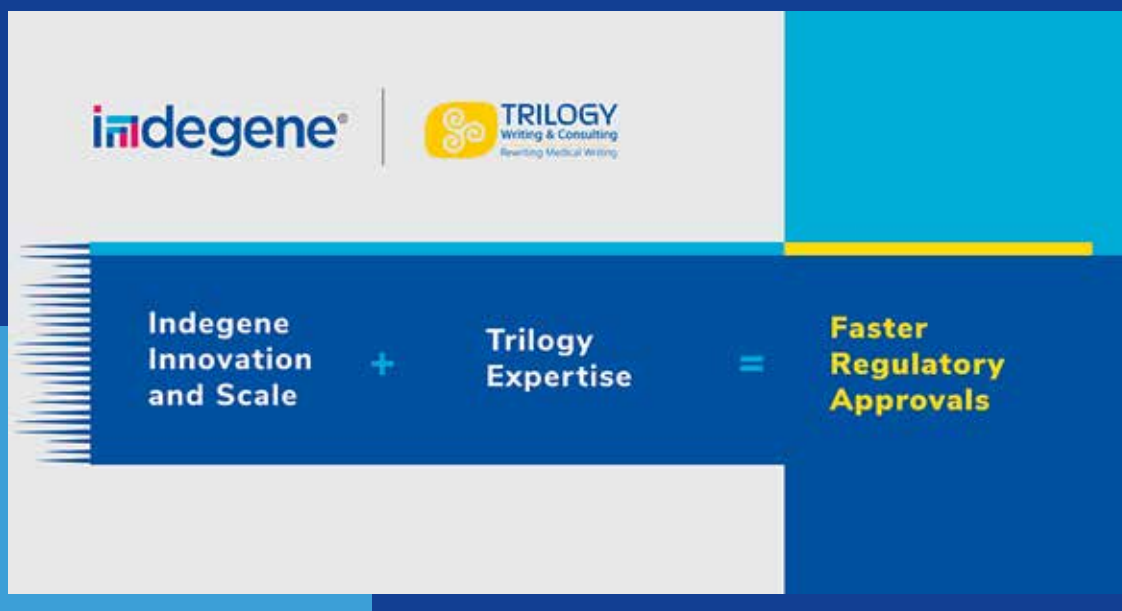 indegene®
TRILOGY
Writing & Consulting
Rewriting Medical Writing
Indegene
Innovation
and Scale
+
Trilogy
Expertise
=
Faster
Regulatory
Approvals